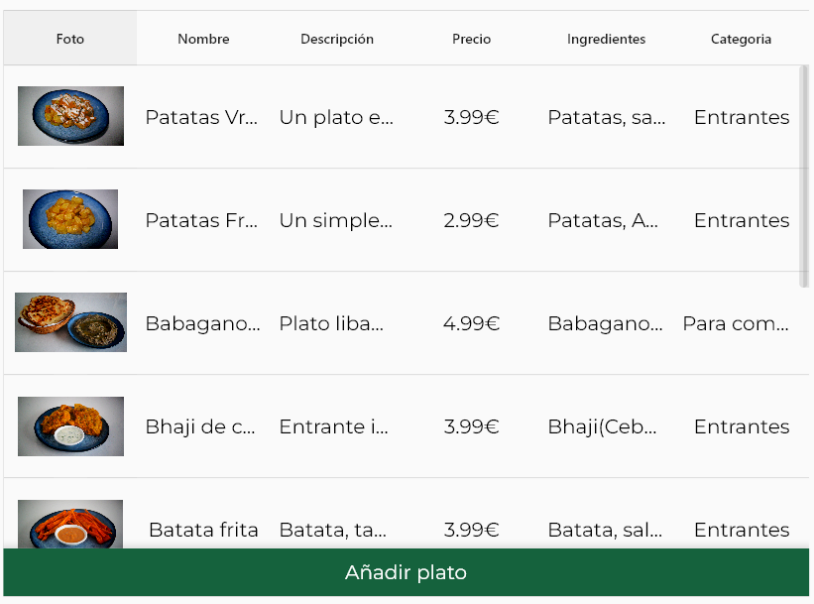 Foto Nombre Descripción Precio Ingredientes Categoria
Patatas Vr... Un plato e... 3.99€ Patatas, sa... Entrantes
Patatas Fr... Un simple... 2.99€ Patatas, A... Entrantes
Babagano... Plato liba... 4.99€ Babagano... Para com...
Bhaji de c... Entrante i... 3.99€ Bhaji(Ceb... Entrantes
Batata frita Batata, ta... 3.99€ Batata, sal... Entrantes
Añadir plato